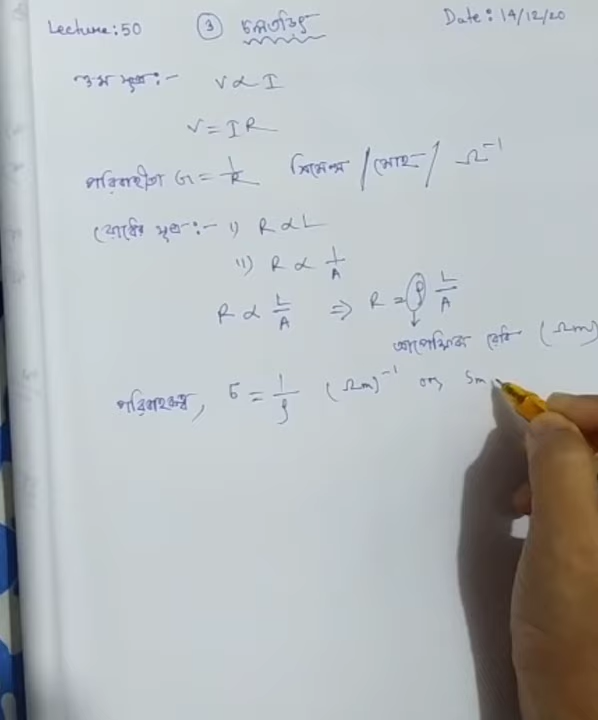 Lecture: 50 ③ চলতড়িৎ Date: 14/12/20
ওহম সূত্র:- V ∝ I
V = IR
পরিবাহীতা G = 1/R সিমেন্স / মোহ / Ω⁻¹
রোধের সূত্র:- i) R ∝ L
ii) R ∝ 1/A
R ∝ L/A ⇒ R = ρ L/A
আপেক্ষিক রোধ (Ωm)
পরিবাহকত্ব, σ = 1/ρ (Ωm)⁻¹ or, Sm